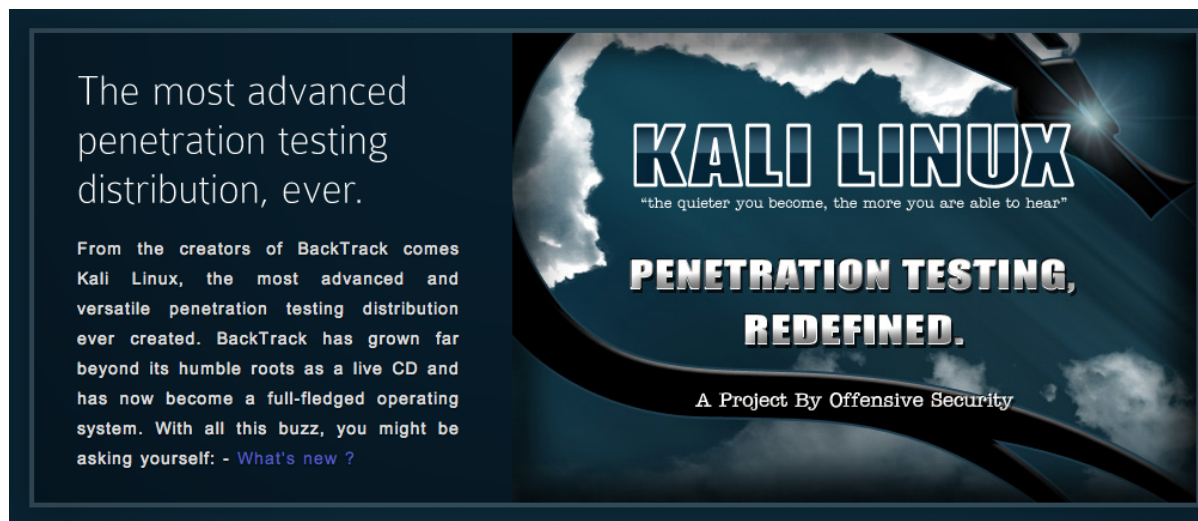 The most advanced
penetration testing
distribution, ever.
From the creators of BackTrack comes
Kali Linux, the most advanced and
versatile penetration testing distribution
ever created. BackTrack has grown far
beyond its humble roots as a live CD and
has now become a full-fledged operating
system. With all this buzz, you might be
asking yourself: - What's new ?
KALI LINUX
“the quieter you become, the more you are able to hear”
PENETRATION TESTING,
REDEFINED.
A Project By Offensive Security